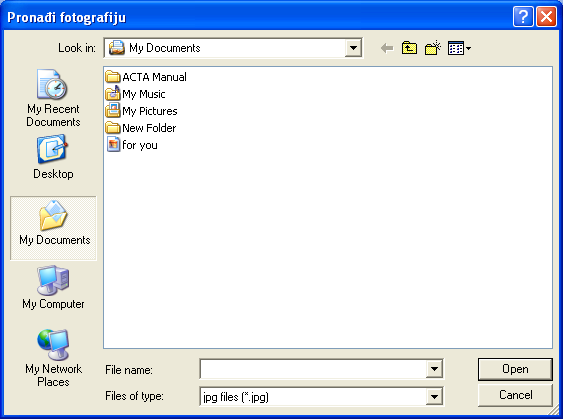 Pronađi fotografiju
Look in:
My Documents
My Recent
Documents
Desktop
My Documents
My Computer
My Network
Places
ACTA Manual
My Music
My Pictures
New Folder
for you
File name:
Open
Files of type:
jpg files (*.jpg)
Cancel